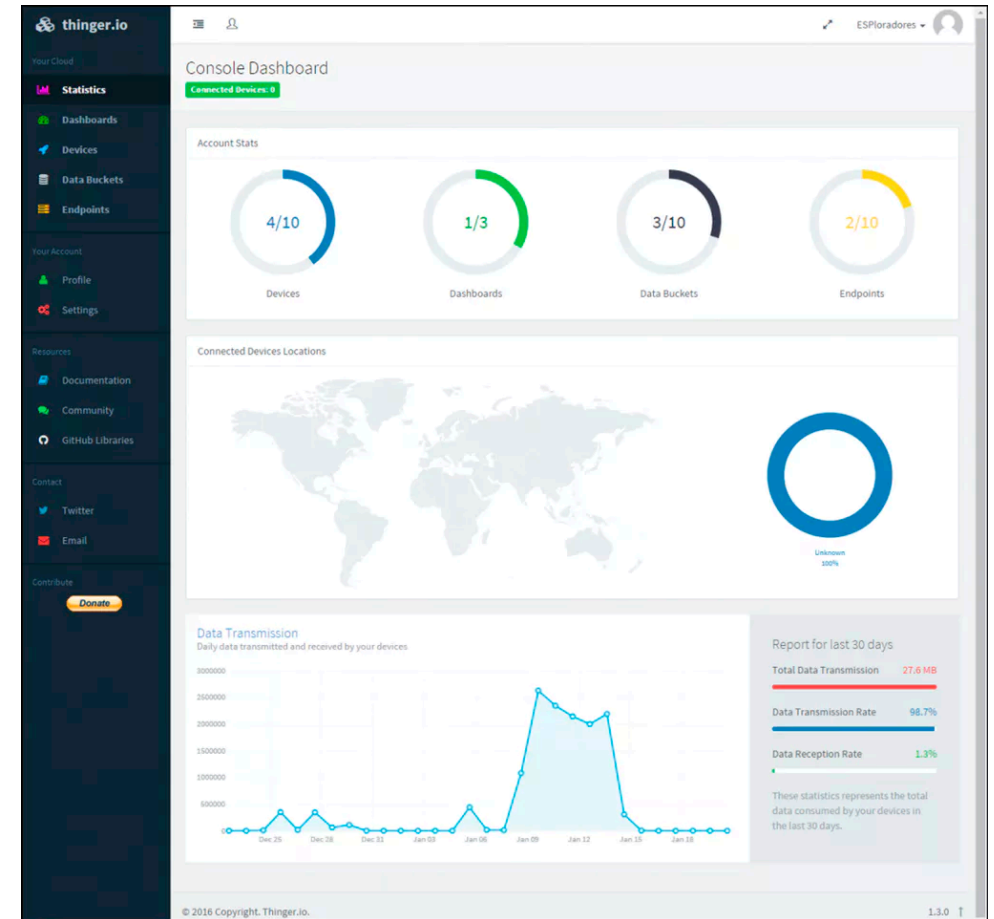 thinger.io
ESPloradores
Your Cloud
Statistics
Dashboards
Devices
Data Buckets
Endpoints
Your Account
Profile
Settings
Resources
Documentation
Community
GitHub Libraries
Contact
Twitter
Email
Contribute
Donate
Console Dashboard
Connected Devices: 0
Account Stats
4/10
1/3
3/10
2/10
Devices
Dashboards
Data Buckets
Endpoints
Connected Devices Locations
Unknown
100%
Data Transmission
Daily data transmitted and received by your devices
3000000
2500000
2000000
1500000
1000000
500000
0
Dec 25
Dec 28
Dec 31
Jan 03
Jan 06
Jan 09
Jan 12
Jan 15
Jan 18
Report for last 30 days
Total Data Transmission 27.6 MB
Data Transmission Rate 98.7%
Data Reception Rate 1.3%
These statistics represents the total
data consumed by your devices in
the last 30 days.
© 2016 Copyright. Thinger.io.
1.3.0 ↑